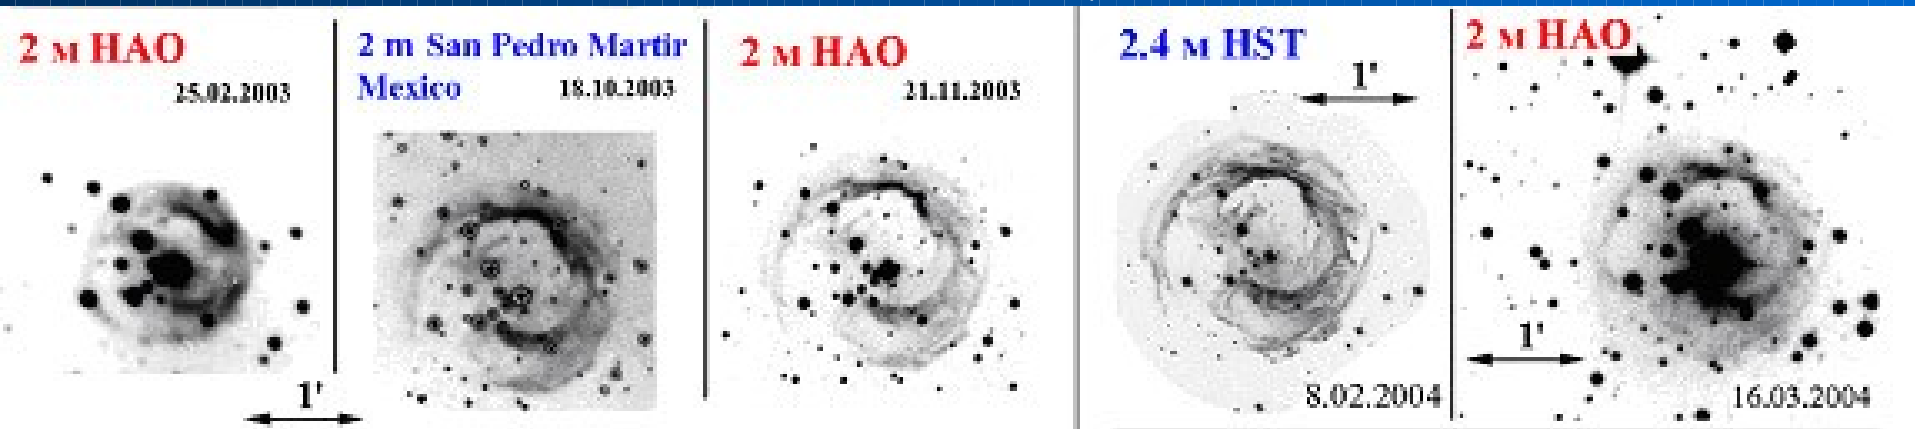 2 м НАО
25.02.2003
2 m San Pedro Martir
Mexico
18.10.2003
2 м НАО
21.11.2003
1'
2.4 м HST
1'
8.02.2004
2 м НАО
1'
16.03.2004